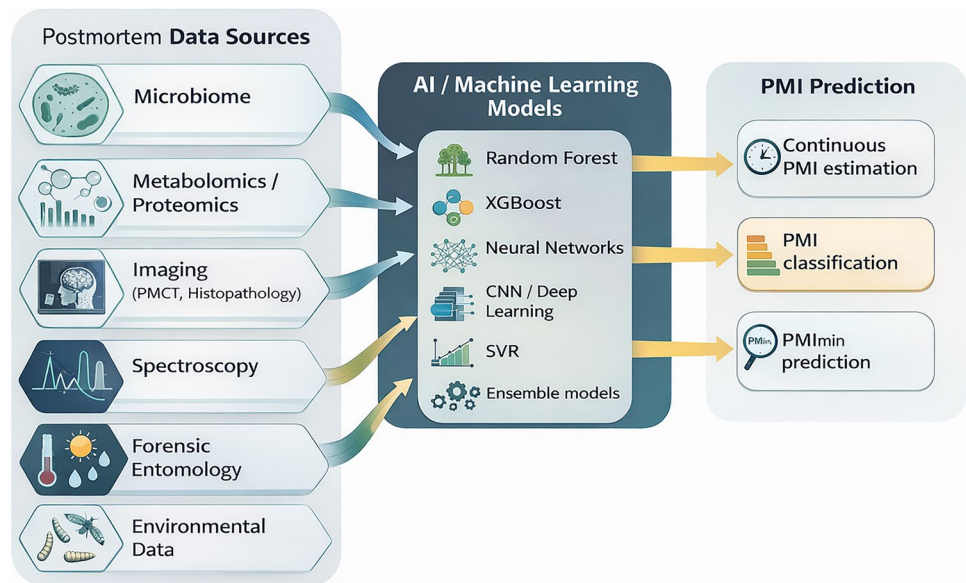 Postmortem Data Sources
Microbiome
Metabolomics /
Proteomics
Imaging
(PMCT, Histopathology)
Spectroscopy
Forensic
Entomology
Environmental
Data
AI / Machine Learning
Models
Random Forest
XGBoost
Neural Networks
CNN / Deep
Learning
SVR
Ensemble models
PMI Prediction
Continuous
PMI estimation
PMI
classification
PMImin
prediction